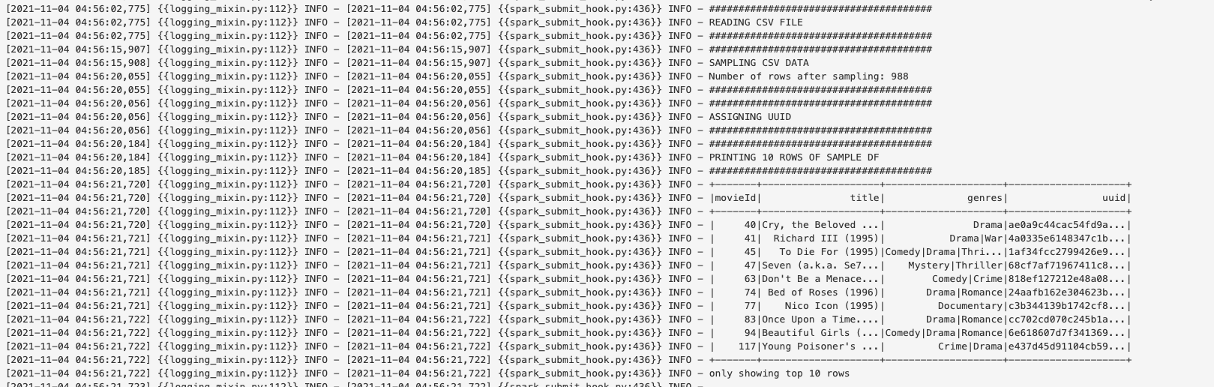 [2021-11-04 04:56:02,775] {{logging_mixin.py:112}} INFO - [2021-11-04 04:56:02,775] {{spark_submit_hook.py:436}} INFO - ######################################
[2021-11-04 04:56:02,775] {{logging_mixin.py:112}} INFO - [2021-11-04 04:56:02,775] {{spark_submit_hook.py:436}} INFO - READING CSV FILE
[2021-11-04 04:56:02,775] {{logging_mixin.py:112}} INFO - [2021-11-04 04:56:02,775] {{spark_submit_hook.py:436}} INFO - ######################################
[2021-11-04 04:56:15,907] {{logging_mixin.py:112}} INFO - [2021-11-04 04:56:15,907] {{spark_submit_hook.py:436}} INFO - ######################################
[2021-11-04 04:56:15,908] {{logging_mixin.py:112}} INFO - [2021-11-04 04:56:15,907] {{spark_submit_hook.py:436}} INFO - SAMPLING CSV DATA
[2021-11-04 04:56:20,055] {{logging_mixin.py:112}} INFO - [2021-11-04 04:56:20,055] {{spark_submit_hook.py:436}} INFO - Number of rows after sampling: 988
[2021-11-04 04:56:20,055] {{logging_mixin.py:112}} INFO - [2021-11-04 04:56:20,055] {{spark_submit_hook.py:436}} INFO - ######################################
[2021-11-04 04:56:20,056] {{logging_mixin.py:112}} INFO - [2021-11-04 04:56:20,056] {{spark_submit_hook.py:436}} INFO - ######################################
[2021-11-04 04:56:20,056] {{logging_mixin.py:112}} INFO - [2021-11-04 04:56:20,056] {{spark_submit_hook.py:436}} INFO - ASSIGNING UUID
[2021-11-04 04:56:20,056] {{logging_mixin.py:112}} INFO - [2021-11-04 04:56:20,056] {{spark_submit_hook.py:436}} INFO - ######################################
[2021-11-04 04:56:20,184] {{logging_mixin.py:112}} INFO - [2021-11-04 04:56:20,184] {{spark_submit_hook.py:436}} INFO - ######################################
[2021-11-04 04:56:20,184] {{logging_mixin.py:112}} INFO - [2021-11-04 04:56:20,184] {{spark_submit_hook.py:436}} INFO - PRINTING 10 ROWS OF SAMPLE DF
[2021-11-04 04:56:20,185] {{logging_mixin.py:112}} INFO - [2021-11-04 04:56:20,185] {{spark_submit_hook.py:436}} INFO - ######################################
[2021-11-04 04:56:21,720] {{logging_mixin.py:112}} INFO - [2021-11-04 04:56:21,720] {{spark_submit_hook.py:436}} INFO - +-------+--------------------+--------------------+--------------------+
[2021-11-04 04:56:21,720] {{logging_mixin.py:112}} INFO - [2021-11-04 04:56:21,720] {{spark_submit_hook.py:436}} INFO - |movieId|               title|              genres|                uuid|
[2021-11-04 04:56:21,720] {{logging_mixin.py:112}} INFO - [2021-11-04 04:56:21,720] {{spark_submit_hook.py:436}} INFO - +-------+--------------------+--------------------+--------------------+
[2021-11-04 04:56:21,720] {{logging_mixin.py:112}} INFO - [2021-11-04 04:56:21,720] {{spark_submit_hook.py:436}} INFO - |     40|Cry, the Beloved ...|               Drama|ae0a9c44cac54fd9a...|
[2021-11-04 04:56:21,721] {{logging_mixin.py:112}} INFO - [2021-11-04 04:56:21,721] {{spark_submit_hook.py:436}} INFO - |     41|  Richard III (1995)|           Drama|War|4a0335e6148347c1b...|
[2021-11-04 04:56:21,721] {{logging_mixin.py:112}} INFO - [2021-11-04 04:56:21,721] {{spark_submit_hook.py:436}} INFO - |     45|   To Die For (1995)|Comedy|Drama|Thri...|1af34fcc2799426e9...|
[2021-11-04 04:56:21,721] {{logging_mixin.py:112}} INFO - [2021-11-04 04:56:21,721] {{spark_submit_hook.py:436}} INFO - |     47|Seven (a.k.a. Se7...|    Mystery|Thriller|68cf7af71967411c8...|
[2021-11-04 04:56:21,721] {{logging_mixin.py:112}} INFO - [2021-11-04 04:56:21,721] {{spark_submit_hook.py:436}} INFO - |     63|Don't Be a Menace...|        Comedy|Crime|818ef127212e48a08...|
[2021-11-04 04:56:21,721] {{logging_mixin.py:112}} INFO - [2021-11-04 04:56:21,721] {{spark_submit_hook.py:436}} INFO - |     74| Bed of Roses (1996)|       Drama|Romance|24aafb162e304623b...|
[2021-11-04 04:56:21,721] {{logging_mixin.py:112}} INFO - [2021-11-04 04:56:21,721] {{spark_submit_hook.py:436}} INFO - |     77|    Nico Icon (1995)|         Documentary|c3b344139b1742cf8...|
[2021-11-04 04:56:21,722] {{logging_mixin.py:112}} INFO - [2021-11-04 04:56:21,722] {{spark_submit_hook.py:436}} INFO - |     83|Once Upon a Time....|       Drama|Romance|cc702cd070c245b1a...|
[2021-11-04 04:56:21,722] {{logging_mixin.py:112}} INFO - [2021-11-04 04:56:21,722] {{spark_submit_hook.py:436}} INFO - |     94|Beautiful Girls (...|Comedy|Drama|Romance|6e618607d7f341369...|
[2021-11-04 04:56:21,722] {{logging_mixin.py:112}} INFO - [2021-11-04 04:56:21,722] {{spark_submit_hook.py:436}} INFO - |    117|Young Poisoner's ...|         Crime|Drama|e437d45d91104cb59...|
[2021-11-04 04:56:21,722] {{logging_mixin.py:112}} INFO - [2021-11-04 04:56:21,722] {{spark_submit_hook.py:436}} INFO - +-------+--------------------+--------------------+--------------------+
[2021-11-04 04:56:21,722] {{logging_mixin.py:112}} INFO - [2021-11-04 04:56:21,722] {{spark_submit_hook.py:436}} INFO - only showing top 10 rows